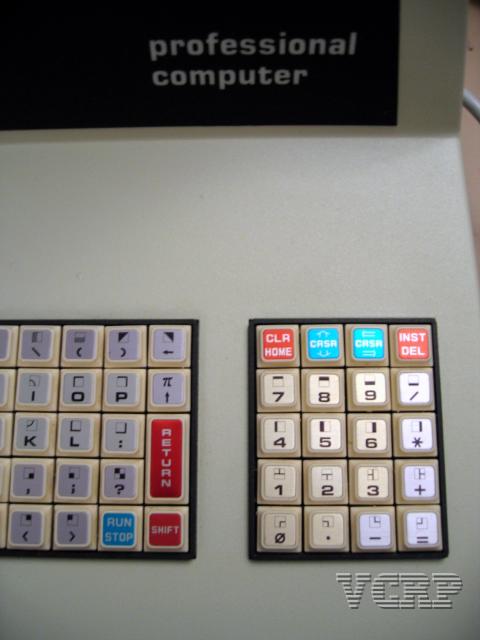 professional
computer
\ ( ) ← CLR HOME CRSR CRSR INST DEL
I O P π ↑ 7 8 9 /
K L : RETURN 4 5 6 *
, ; ? 1 2 3 +
< > RUN STOP SHIFT 0 . - =
VCRP